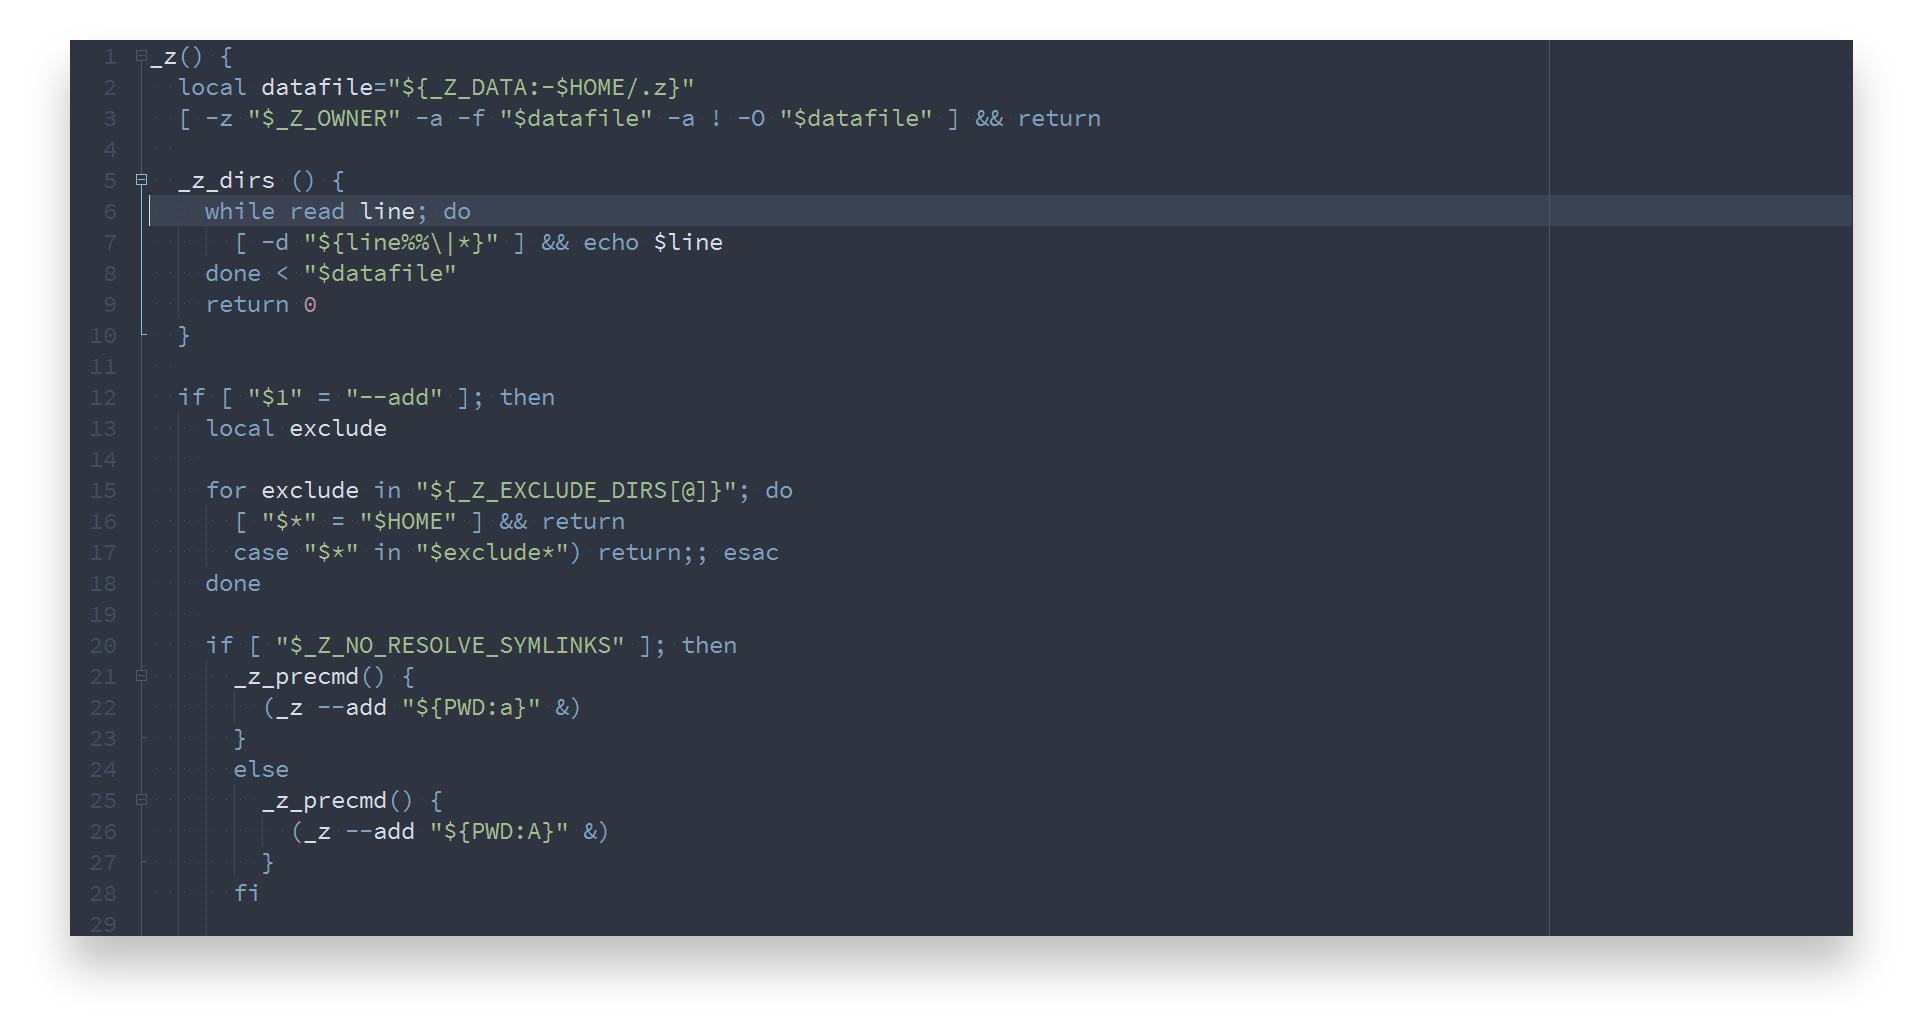 1 _z() {
2 local datafile="${_Z_DATA:-$HOME/.z}"
3 [ -z "$_Z_OWNER" -a -f "$datafile" -a ! -O "$datafile" ] && return
4
5 _z_dirs () {
6 while read line; do
7 [ -d "${line%%\|*}" ] && echo $line
8 done < "$datafile"
9 return 0
10 }
11
12 if [ "$1" = "--add" ]; then
13 local exclude
14
15 for exclude in "${_Z_EXCLUDE_DIRS[@]}"; do
16 [ "$*" = "$HOME" ] && return
17 case "$*" in "$exclude*") return;; esac
18 done
19
20 if [ "$_Z_NO_RESOLVE_SYMLINKS" ]; then
21 _z_precmd() {
22 (_z --add "${PWD:a}" &)
23 }
24 else
25 _z_precmd() {
26 (_z --add "${PWD:A}" &)
27 }
28 fi
29